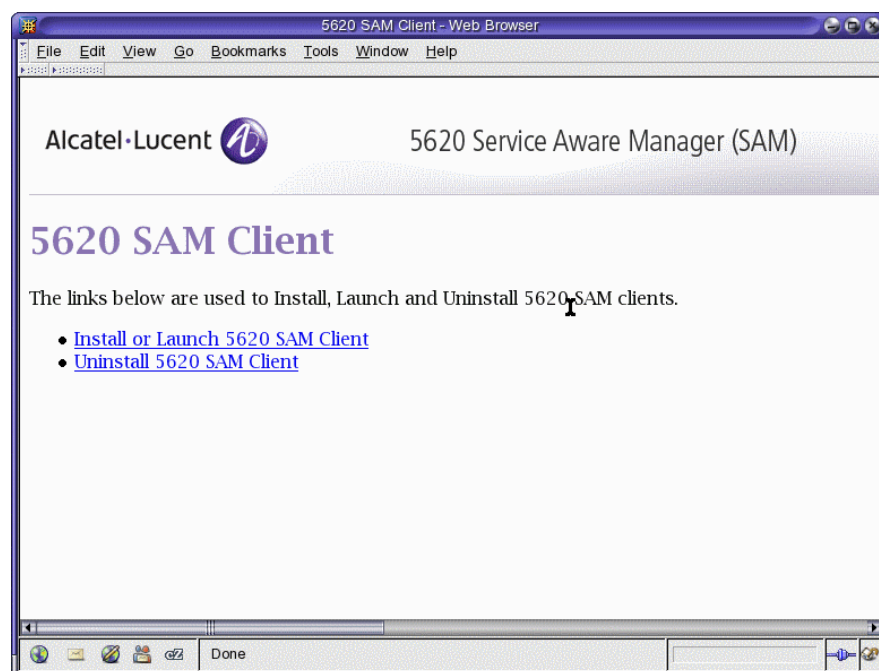 5620 SAM Client - Web Browser
File Edit View Go Bookmarks Tools Window Help
Alcatel·Lucent 5620 Service Aware Manager (SAM)
5620 SAM Client
The links below are used to Install, Launch and Uninstall 5620 SAM clients.
Install or Launch 5620 SAM Client
Uninstall 5620 SAM Client
Done